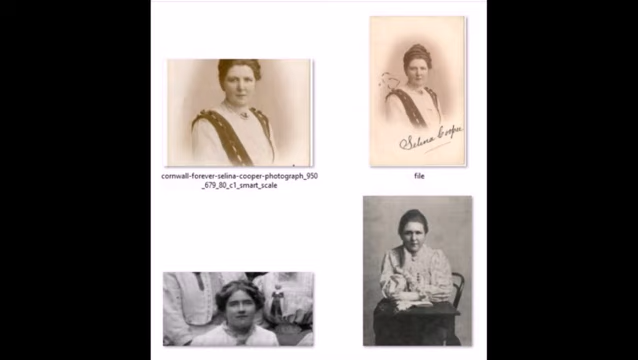 Selina Cooper
cornwall-forever-selina-cooper-photograph_950
_679_80_c1_smart_scale
file